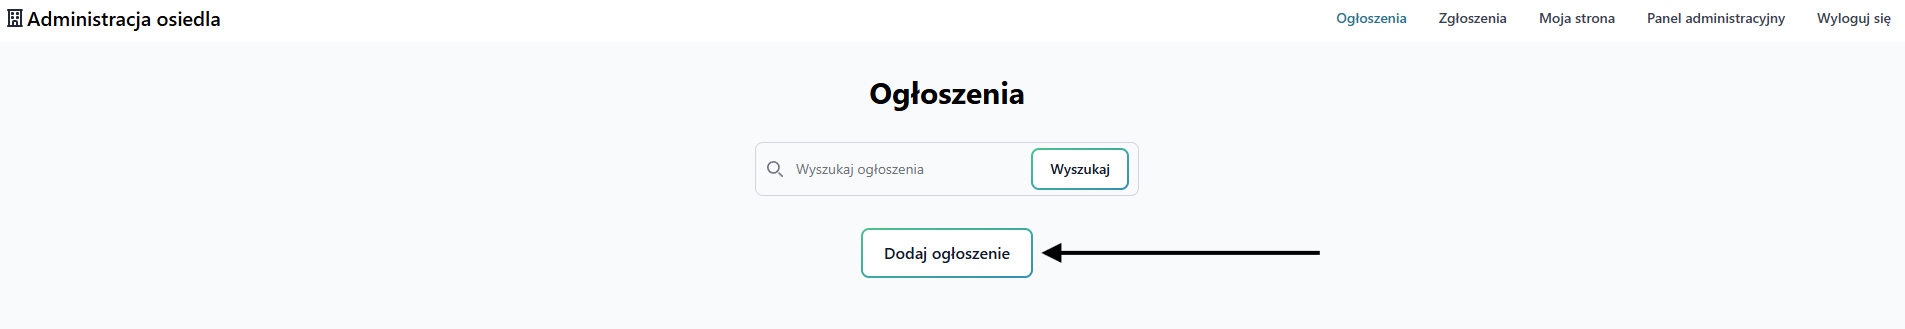 Administracja osiedla
Ogłoszenia Zgłoszenia Moja strona Panel administracyjny Wyloguj się
Ogłoszenia
Wyszukaj ogłoszenia Wyszukaj
Dodaj ogłoszenie